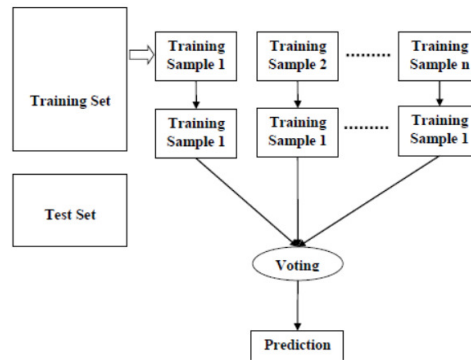 Training Set
Training
Sample 1
Training
Sample 2
Training
Sample n
Training
Sample 1
Training
Sample 1
Training
Sample 1
Test Set
Voting
Prediction